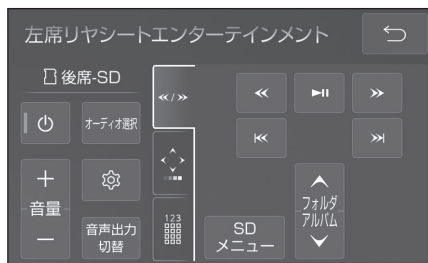 左席リヤシートエンターテインメント
後席-SD
オーディオ選択
音量
音声出力
切替
123
SD
メニュー
フォルダ
アルバム